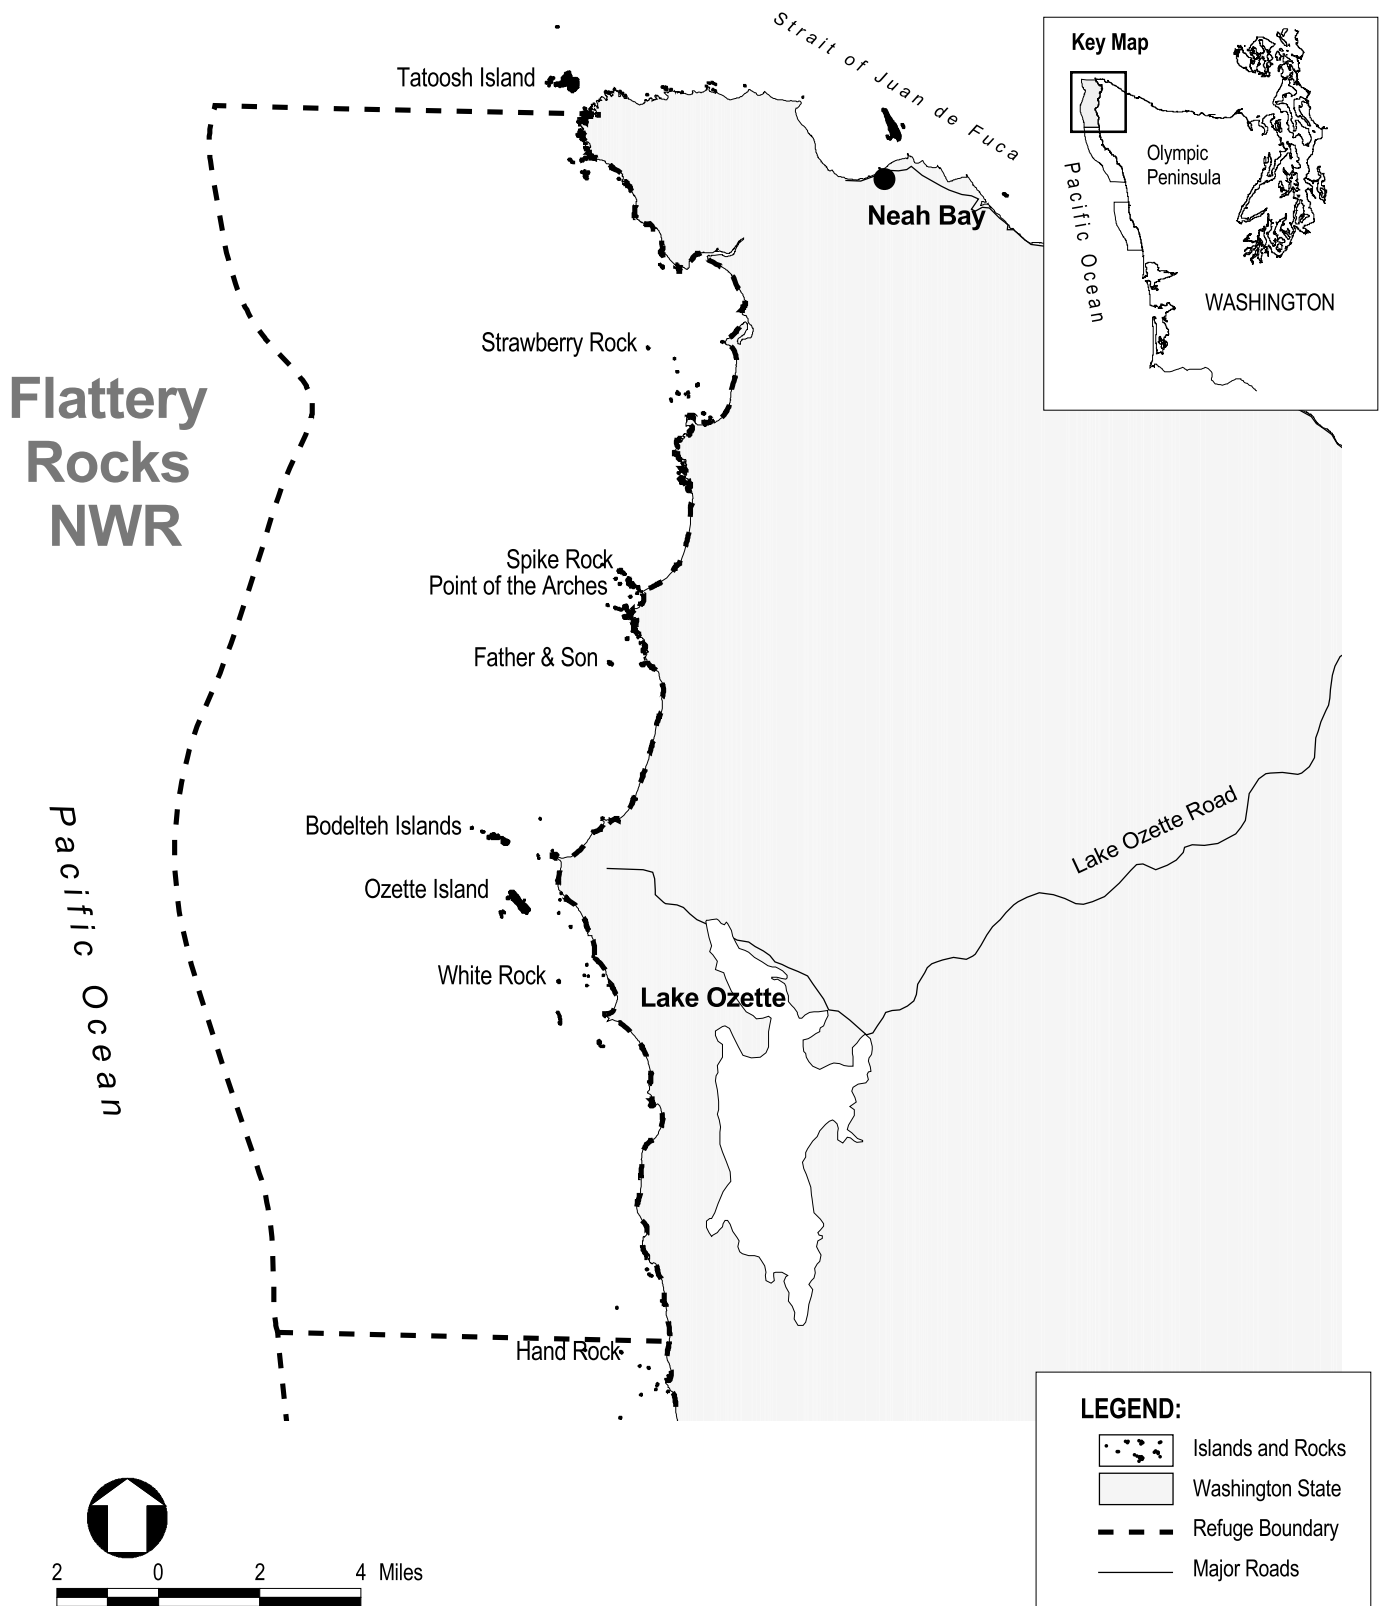 Strait of Juan de Fuca
Key Map
Tatoosh Island
Olympic
Peninsula
Pacific Ocean
Neah Bay
WASHINGTON
Strawberry Rock
Flattery
Rocks
NWR
Spike Rock
Point of the Arches
Father & Son
Pacific Ocean
Lake Ozette Road
Bodelteh Islands
Ozette Island
White Rock
Lake Ozette
Hand Rock
LEGEND:
Islands and Rocks
Washington State
Refuge Boundary
Major Roads
2 0 2 4 Miles